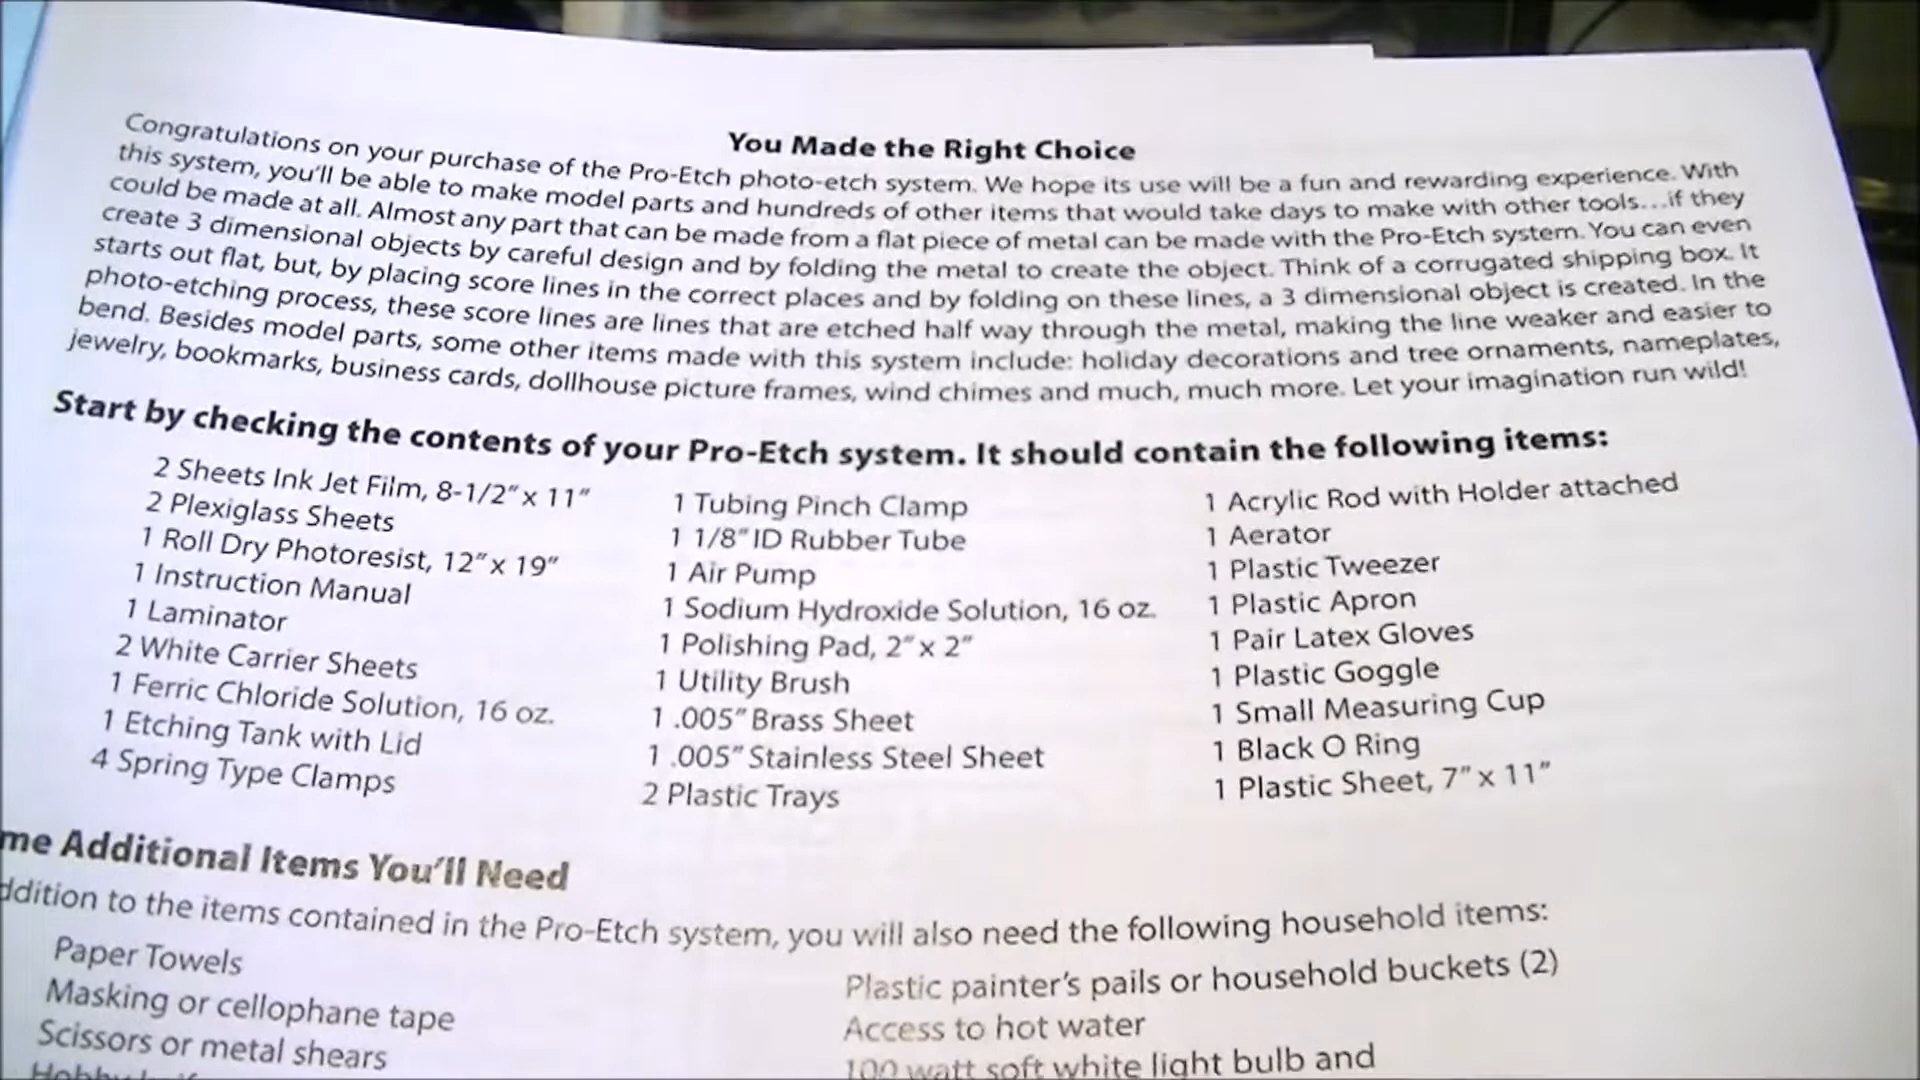 You Made the Right Choice
Congratulations on your purchase of the Pro-Etch photo-etch system. We hope its use will be a fun and rewarding experience. With
this system, you'll be able to make model parts and hundreds of other items that would take days to make with other tools...if they
could be made at all. Almost any part that can be made from a flat piece of metal can be made with the Pro-Etch system. You can even
create 3 dimensional objects by careful design and by folding the metal to create the object. Think of a corrugated shipping box. It
starts out flat, but, by placing score lines in the correct places and by folding on these lines, a 3 dimensional object is created. In the
photo-etching process, these score lines are lines that are etched half way through the metal, making the line weaker and easier to
bend. Besides model parts, some other items made with this system include: holiday decorations and tree ornaments, nameplates,
jewelry, bookmarks, business cards, dollhouse picture frames, wind chimes and much, much more. Let your imagination run wild!
Start by checking the contents of your Pro-Etch system. It should contain the following items:
2 Sheets Ink Jet Film, 8-1/2" x 11"
2 Plexiglass Sheets
1 Roll Dry Photoresist, 12" x 19"
1 Instruction Manual
1 Laminator
2 White Carrier Sheets
1 Ferric Chloride Solution, 16 oz.
1 Etching Tank with Lid
4 Spring Type Clamps
1 Tubing Pinch Clamp
1 1/8" ID Rubber Tube
1 Air Pump
1 Sodium Hydroxide Solution, 16 oz.
1 Polishing Pad, 2" x 2"
1 Utility Brush
1 .005" Brass Sheet
1 .005" Stainless Steel Sheet
2 Plastic Trays
1 Acrylic Rod with Holder attached
1 Aerator
1 Plastic Tweezer
1 Plastic Apron
1 Pair Latex Gloves
1 Plastic Goggle
1 Small Measuring Cup
1 Black O Ring
1 Plastic Sheet, 7" x 11"
me Additional Items You'll Need
ddition to the items contained in the Pro-Etch system, you will also need the following household items:
Paper Towels
Masking or cellophane tape
Scissors or metal shears
Hobby
Plastic painter's pails or household buckets (2)
Access to hot water
100 watt soft white light bulb and